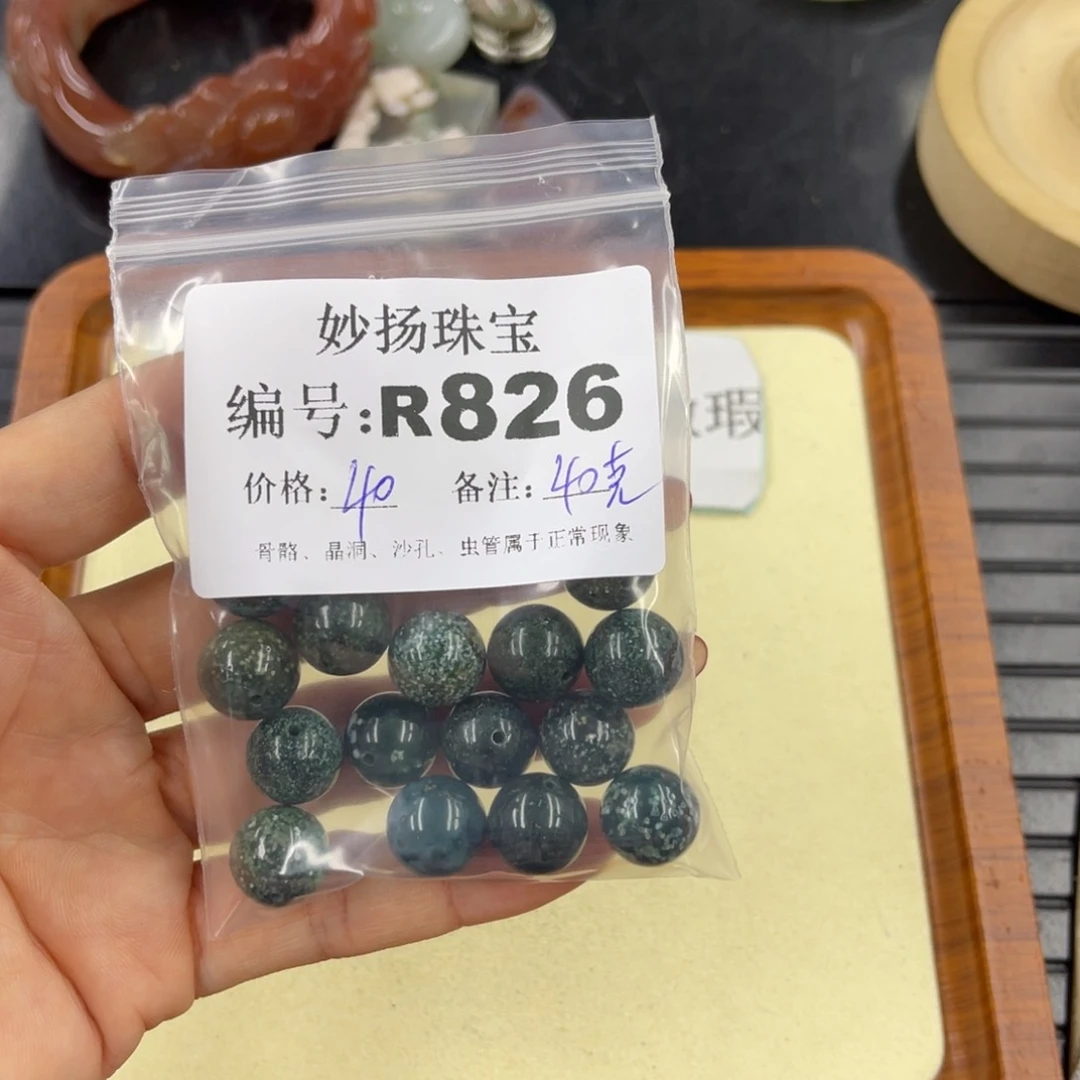 妙扬珠宝
编号:R826
价格:40 备注:40克
骨骼、晶洞、沙孔、虫管属于正常现象
瑕